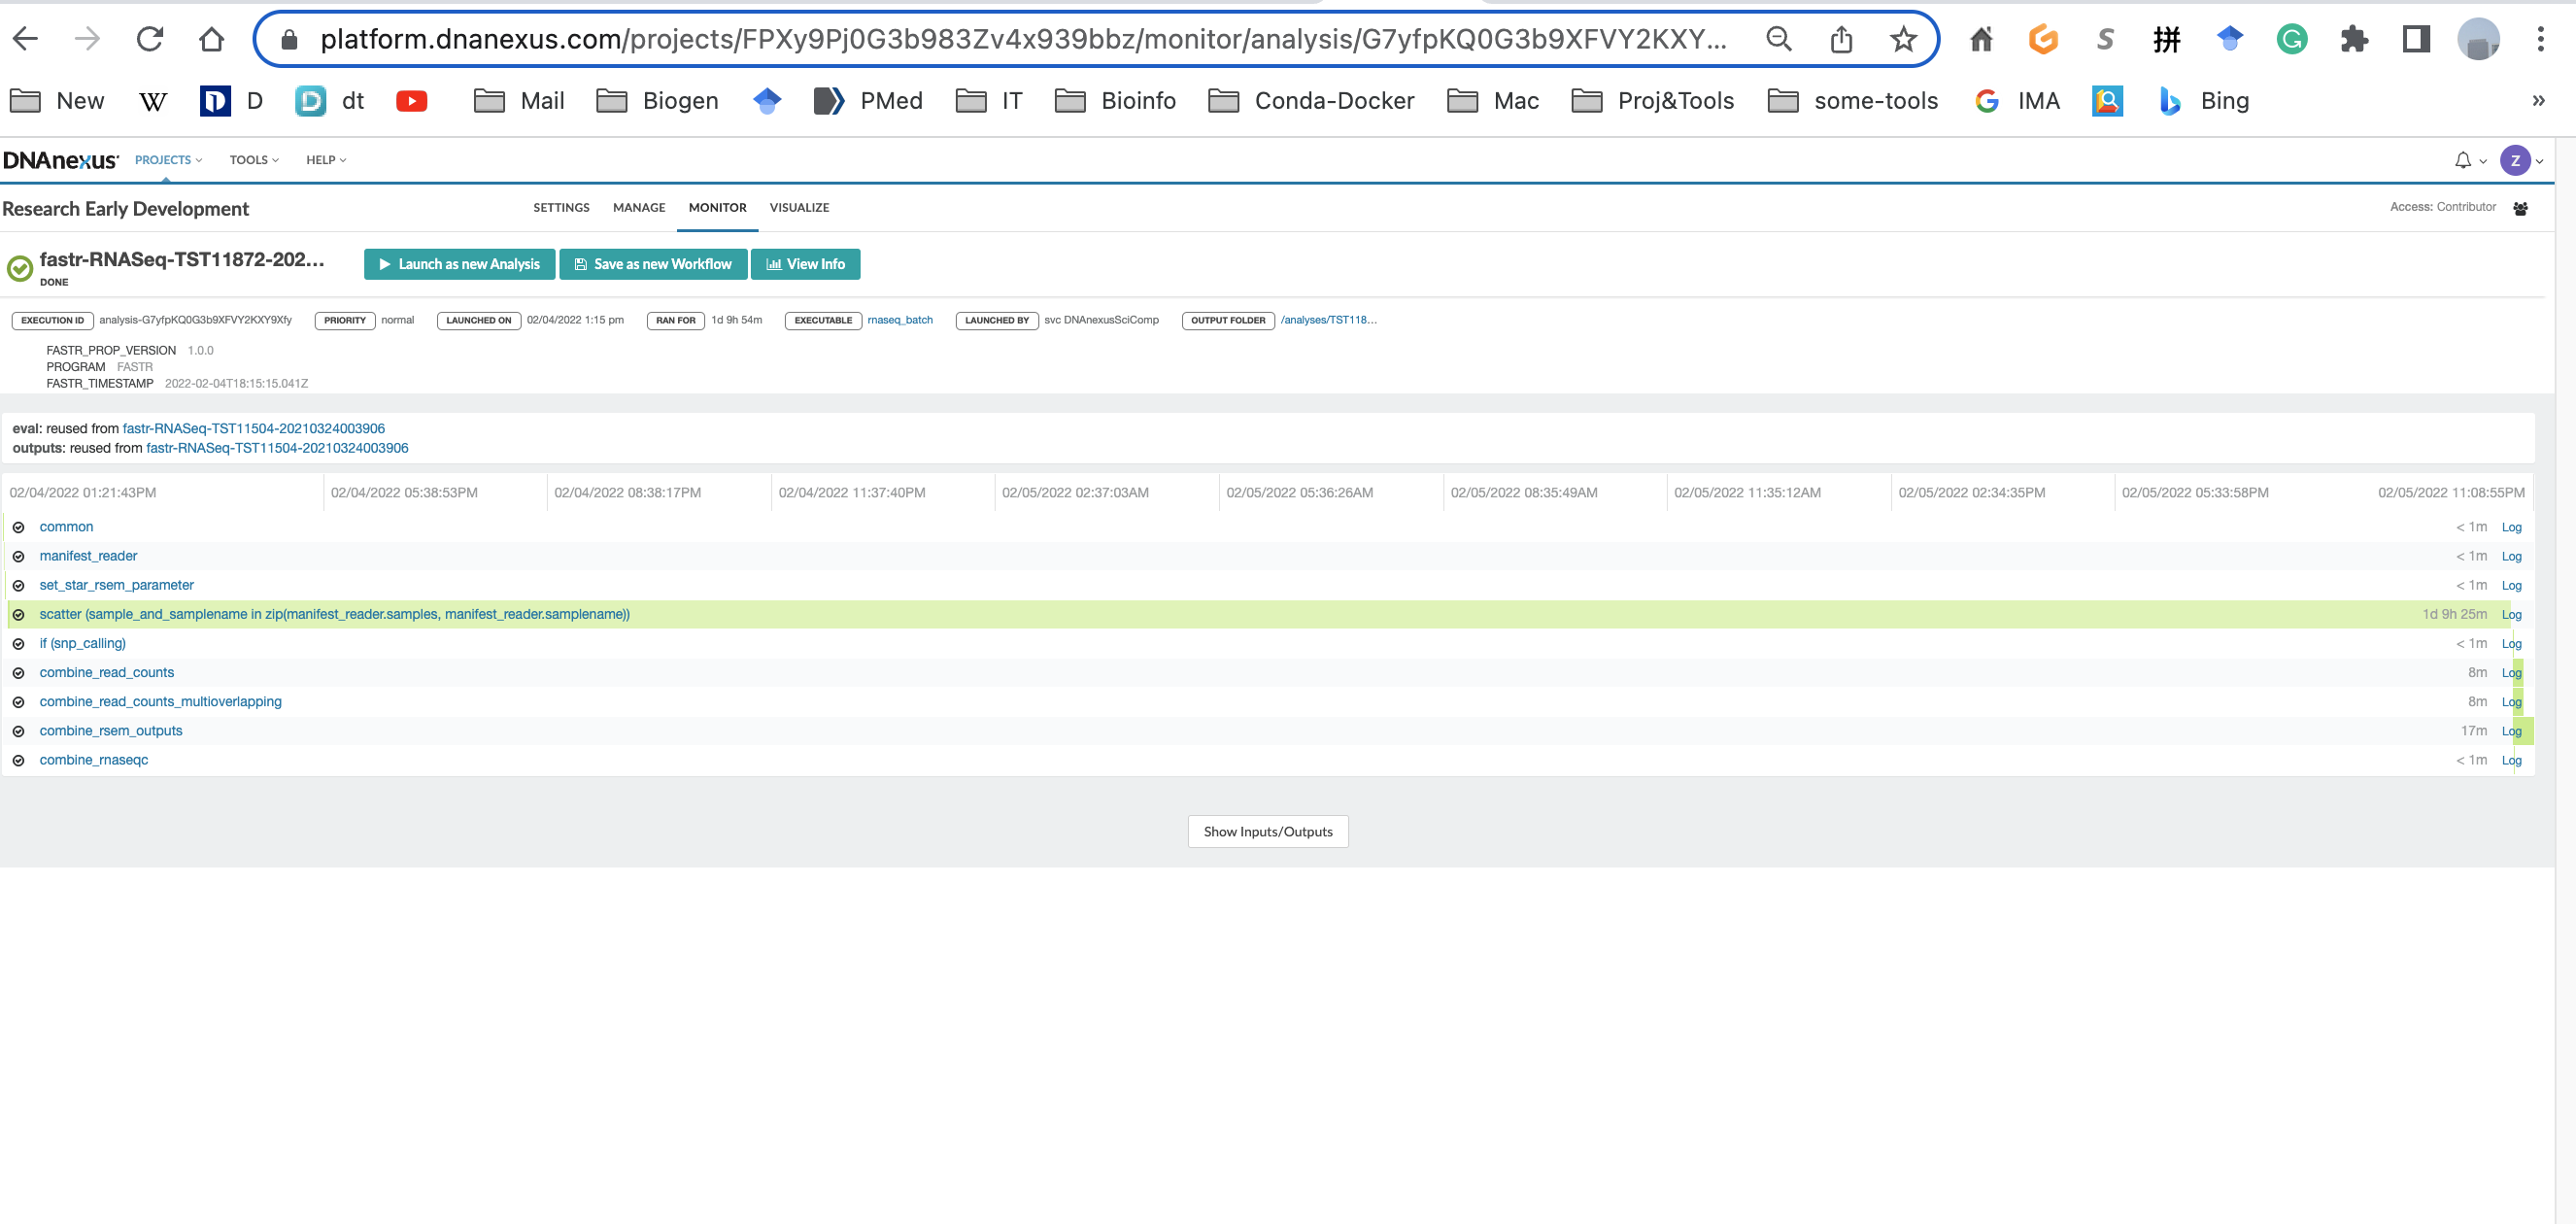 platform.dnanexus.com/projects/FPXy9Pj0G3b983Zv4x939bbz/monitor/analysis/G7yfpKQ0G3b9XFVY2KXY... S 拼 G
New W D D dt Mail Biogen PMed IT Bioinfo Conda-Docker Mac Proj&Tools some-tools G IMA Bing »
DNAnexus PROJECTS TOOLS HELP Z
Research Early Development SETTINGS MANAGE MONITOR VISUALIZE Access: Contributor
fastr-RNASeq-TST11872-202... Launch as new Analysis Save as new Workflow View Info
DONE
EXECUTION ID analysis-G7yfpKQ0G3b9XFVY2KXY9Xfy PRIORITY normal LAUNCHED ON 02/04/2022 1:15 pm RAN FOR 1d 9h 54m EXECUTABLE rnaseq_batch LAUNCHED BY svc DNAnexusSciComp OUTPUT FOLDER /analyses/TST118...
FASTR_PROP_VERSION 1.0.0
PROGRAM FASTR
FASTR_TIMESTAMP 2022-02-04T18:15:15.041Z
eval: reused from fastr-RNASeq-TST11504-20210324003906
outputs: reused from fastr-RNASeq-TST11504-20210324003906
02/04/2022 01:21:43PM 02/04/2022 05:38:53PM 02/04/2022 08:38:17PM 02/04/2022 11:37:40PM 02/05/2022 02:37:03AM 02/05/2022 05:36:26AM 02/05/2022 08:35:49AM 02/05/2022 11:35:12AM 02/05/2022 02:34:35PM 02/05/2022 05:33:58PM 02/05/2022 11:08:55PM
common < 1m Log
manifest_reader < 1m Log
set_star_rsem_parameter < 1m Log
scatter (sample_and_samplename in zip(manifest_reader.samples, manifest_reader.samplename)) 1d 9h 25m Log
if (snp_calling) < 1m Log
combine_read_counts 8m Log
combine_read_counts_multioverlapping 8m Log
combine_rsem_outputs 17m Log
combine_rnaseqc < 1m Log
Show Inputs/Outputs